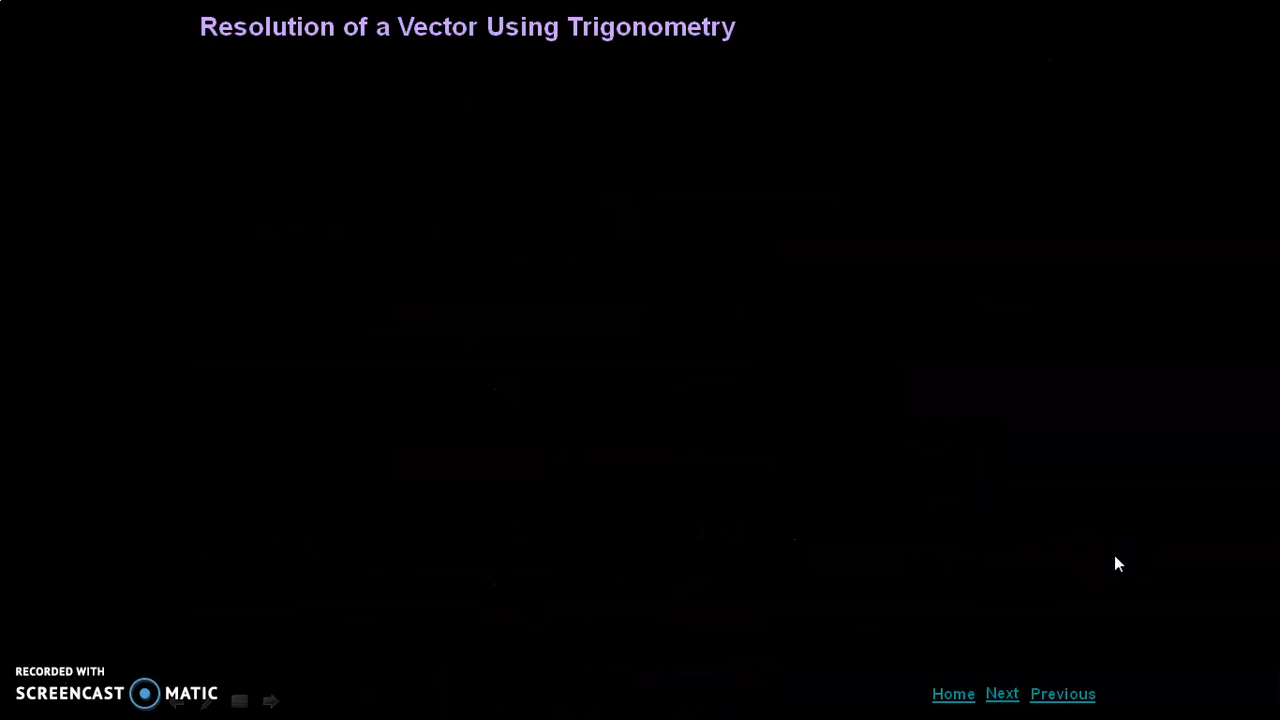 Resolution of a Vector Using Trigonometry
RECORDED WITH
SCREENCAST MATIC
Home Next Previous